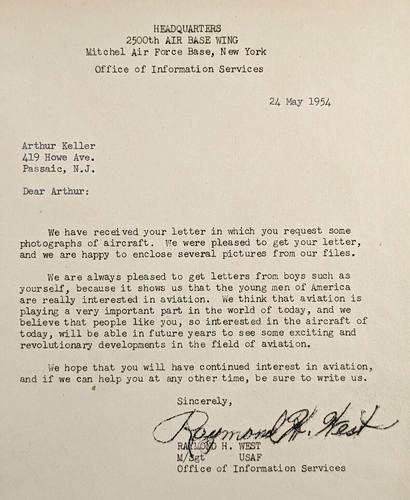 HEADQUARTERS
2500th AIR BASE WING
Mitchel Air Force Base, New York
Office of Information Services
24 May 1954
Arthur Keller
419 Howe Ave.
Passaic, N.J.
Dear Arthur:
We have received your letter in which you request some
photographs of aircraft. We were pleased to get your letter,
and we are happy to enclose several pictures from our files.
We are always pleased to get letters from boys such as
yourself, because it shows us that the young men of America
are really interested in aviation. We think that aviation is
playing a very important part in the world of today, and we
believe that people like you, so interested in the aircraft of
today, will be able in future years to see some exciting and
revolutionary developments in the field of aviation.
We hope that you will have continued interest in aviation,
and if we can help you at any other time, be sure to write us.
Sincerely,
Raymond H. West
RAYMOND H. WEST
M/Sgt USAF
Office of Information Services